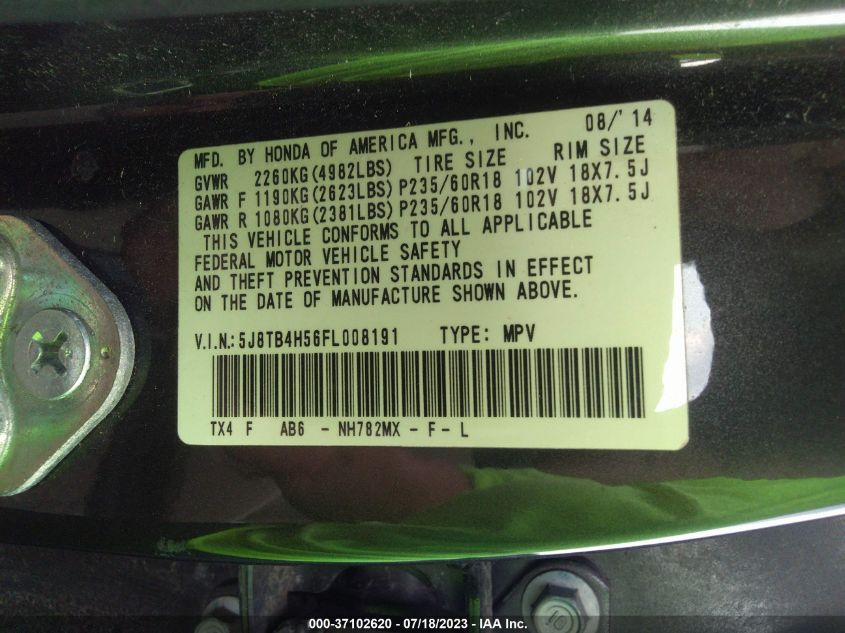 MFD. BY HONDA OF AMERICA MFG., INC. 08/'14
GVWR 2260KG(4982LBS) TIRE SIZE RIM SIZE
GAWR F 1190KG(2623LBS) P235/60R18 102V 18X7.5J
GAWR R 1080KG(2381LBS) P235/60R18 102V 18X7.5J
THIS VEHICLE CONFORMS TO ALL APPLICABLE
FEDERAL MOTOR VEHICLE SAFETY
AND THEFT PREVENTION STANDARDS IN EFFECT
ON THE DATE OF MANUFACTURE SHOWN ABOVE.
V.I.N.:5J8TB4H56FL008191 TYPE: MPV
TX4 F AB6 - NH782MX - F - L
10
000-37102620 - 07/18/2023 - IAA Inc.